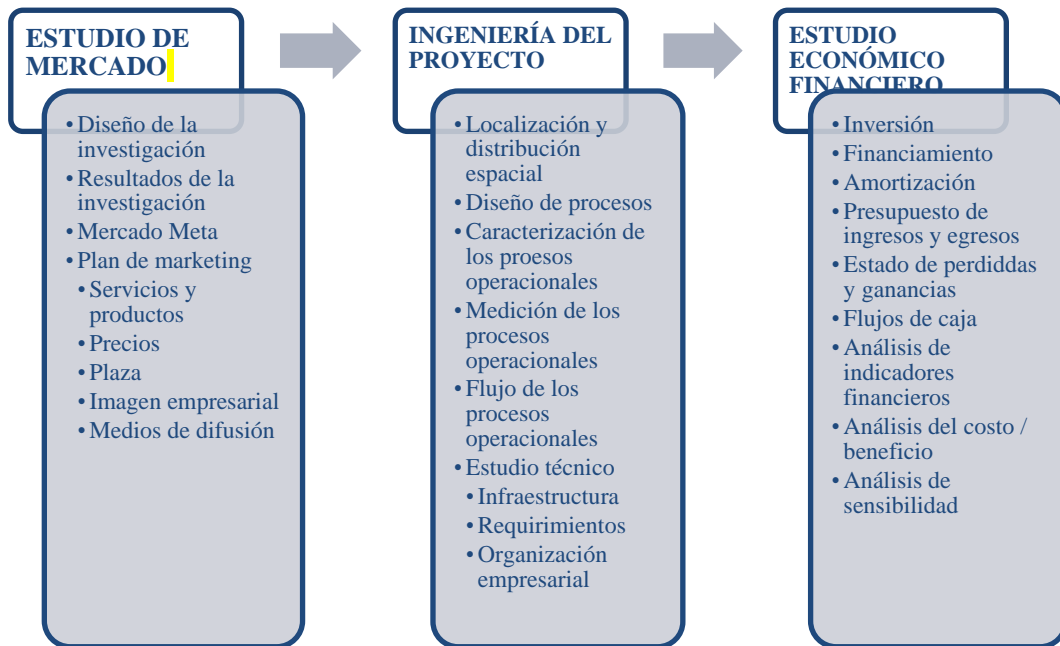 ESTUDIO DE
MERCADO
• Diseño de la
investigación
• Resultados de la
investigación
• Mercado Meta
• Plan de marketing
• Servicios y
productos
• Precios
• Plaza
• Imagen empresarial
• Medios de difusión
INGENIERÍA DEL
PROYECTO
• Localización y
distribución
espacial
• Diseño de procesos
• Caracterización de
los proesos
operacionales
• Medición de los
procesos
operacionales
• Flujo de los
procesos
operacionales
• Estudio técnico
• Infraestructura
• Requirimientos
• Organización
empresarial
ESTUDIO
ECONÓMICO
FINANCIERO
• Inversión
• Financiamiento
• Amortización
• Presupuesto de
ingresos y egresos
• Estado de perdiddas
y ganancias
• Flujos de caja
• Análisis de
indicadores
financieros
• Análisis del costo /
beneficio
• Análisis de
sensibilidad